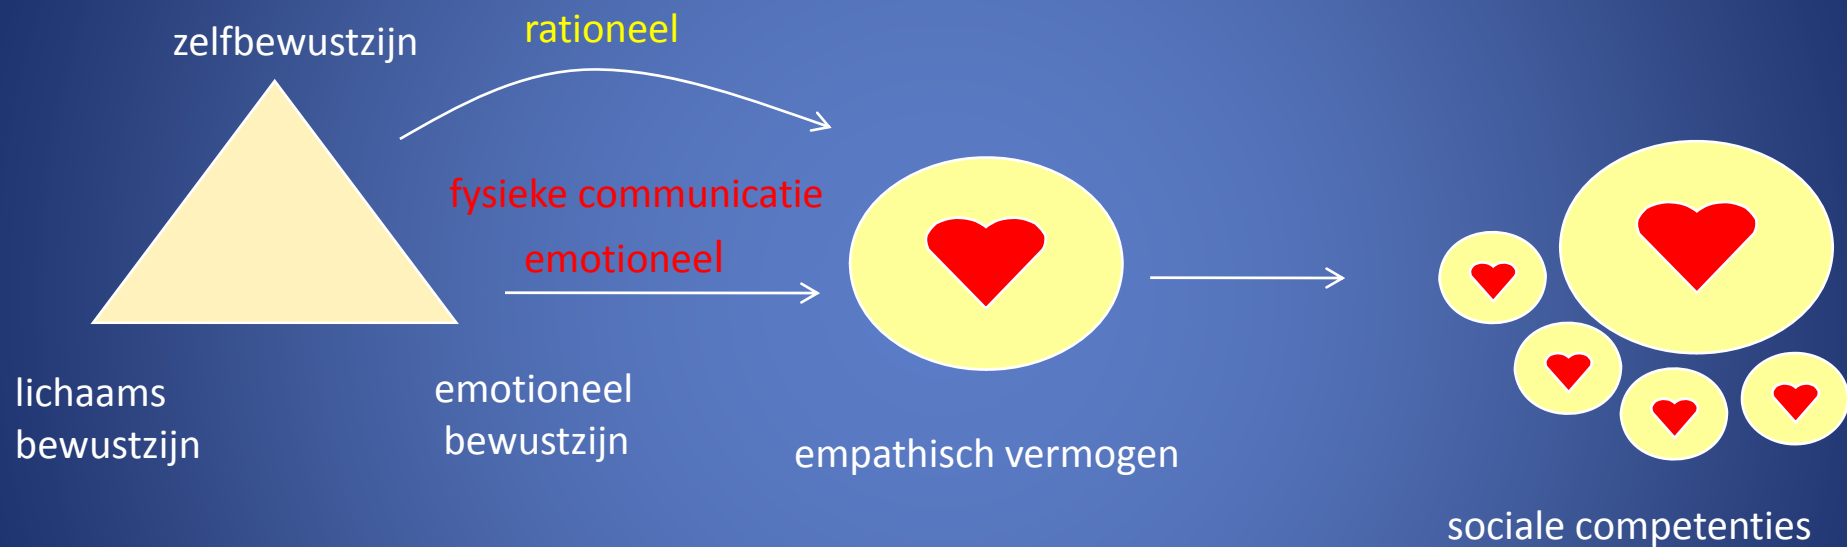 zelfbewustzijn
rationeel
fysieke communicatie
emotioneel
lichaams
bewustzijn
emotioneel
bewustzijn
empathisch vermogen
sociale competenties